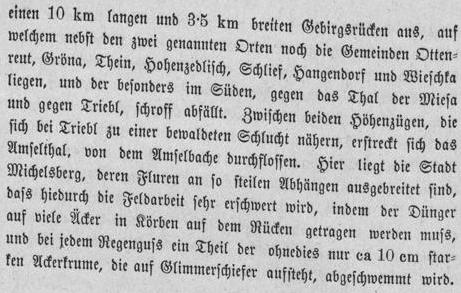 einen 10 km langen und 3·5 km breiten Gebirgsrücken aus, auf
welchem nebst den zwei genannten Orten noch die Gemeinden Otten-
reut, Gröna, Thein, Hohenzedlisch, Schlief, Hangendorf und Wieschka
liegen, und der besonders im Süden, gegen das Thal der Miesa
und gegen Triebl, schroff abfällt. Zwischen beiden Höhenzügen, die
sich bei Triebl zu einer bewaldeten Schlucht nähern, erstreckt sich das
Amselthal, von dem Amselbache durchflossen. Hier liegt die Stadt
Michelsberg, deren Fluren an so steilen Abhängen ausgebreitet sind,
dass hiedurch die Feldarbeit sehr erschwert wird, indem der Dünger
auf viele Äcker in Körben auf dem Rücken getragen werden muss,
und bei jedem Regenguss ein Theil der ohnedies nur ca 10 cm star-
ken Ackerkrume, die auf Glimmerschiefer aufsteht, abgeschwemmt wird.